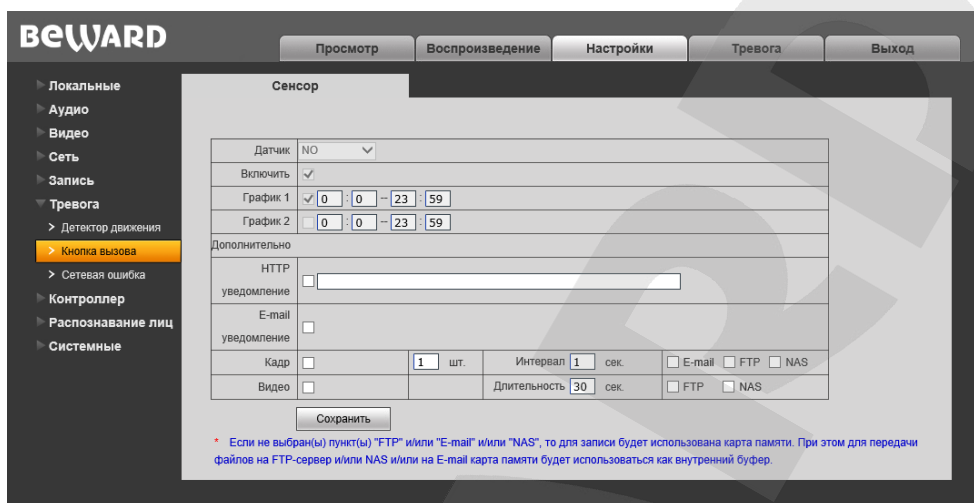 BEWARD
Просмотр Воспроизведение Настройки Тревога Выход
Локальные
Аудио
Видео
Сеть
Запись
Тревога
Детектор движения
Кнопка вызова
Сетевая ошибка
Контроллер
Распознавание лиц
Системные
Сенсор
Датчик NO
Включить
График 1 0 : 0 – 23 : 59
График 2 0 : 0 – 23 : 59
Дополнительно
HTTP
уведомление
E-mail
уведомление
Кадр 1 шт. Интервал 1 сек. E-mail FTP NAS
Видео Длительность 30 сек. FTP NAS
Сохранить
* Если не выбран(ы) пункт(ы) "FTP" и/или "E-mail" и/или "NAS", то для записи будет использована карта памяти. При этом для передачи
файлов на FTP-сервер и/или NAS и/или на E-mail карта памяти будет использоваться как внутренний буфер.